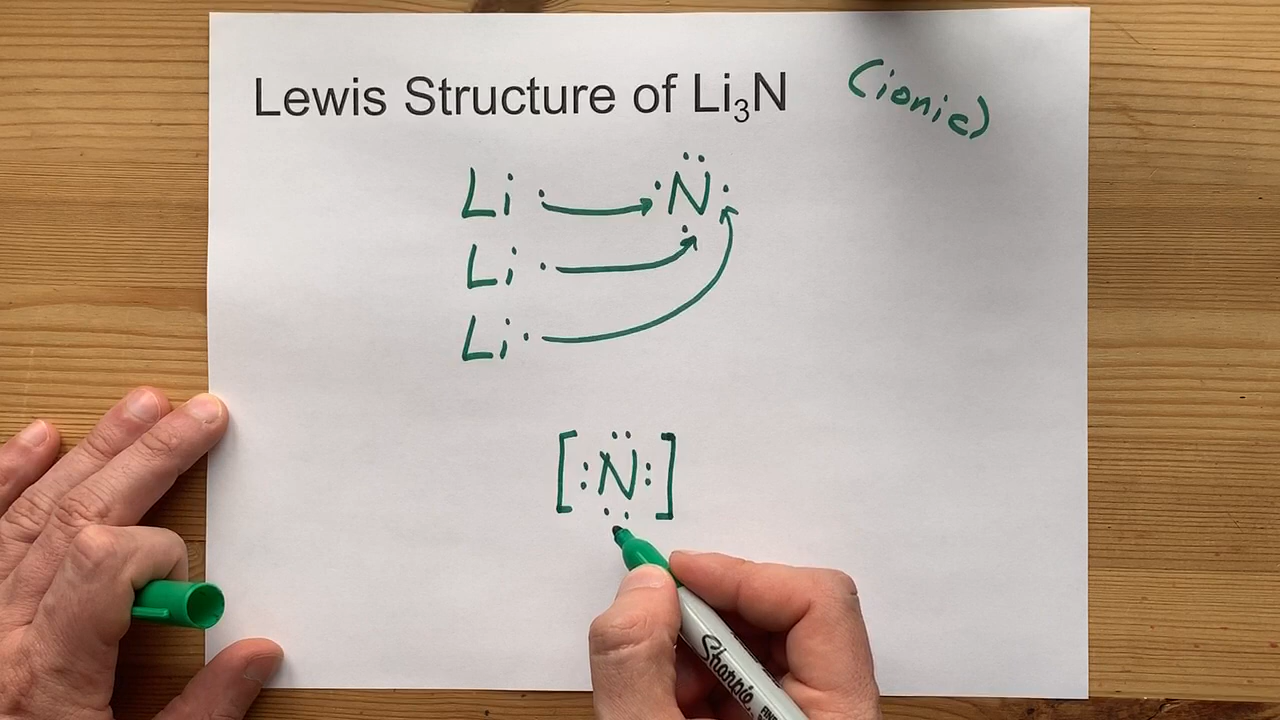 Lewis Structure of Li₃N (ionic)
Li· ·N̈·
Li·
Li·
[:N̈:]
Sharpie